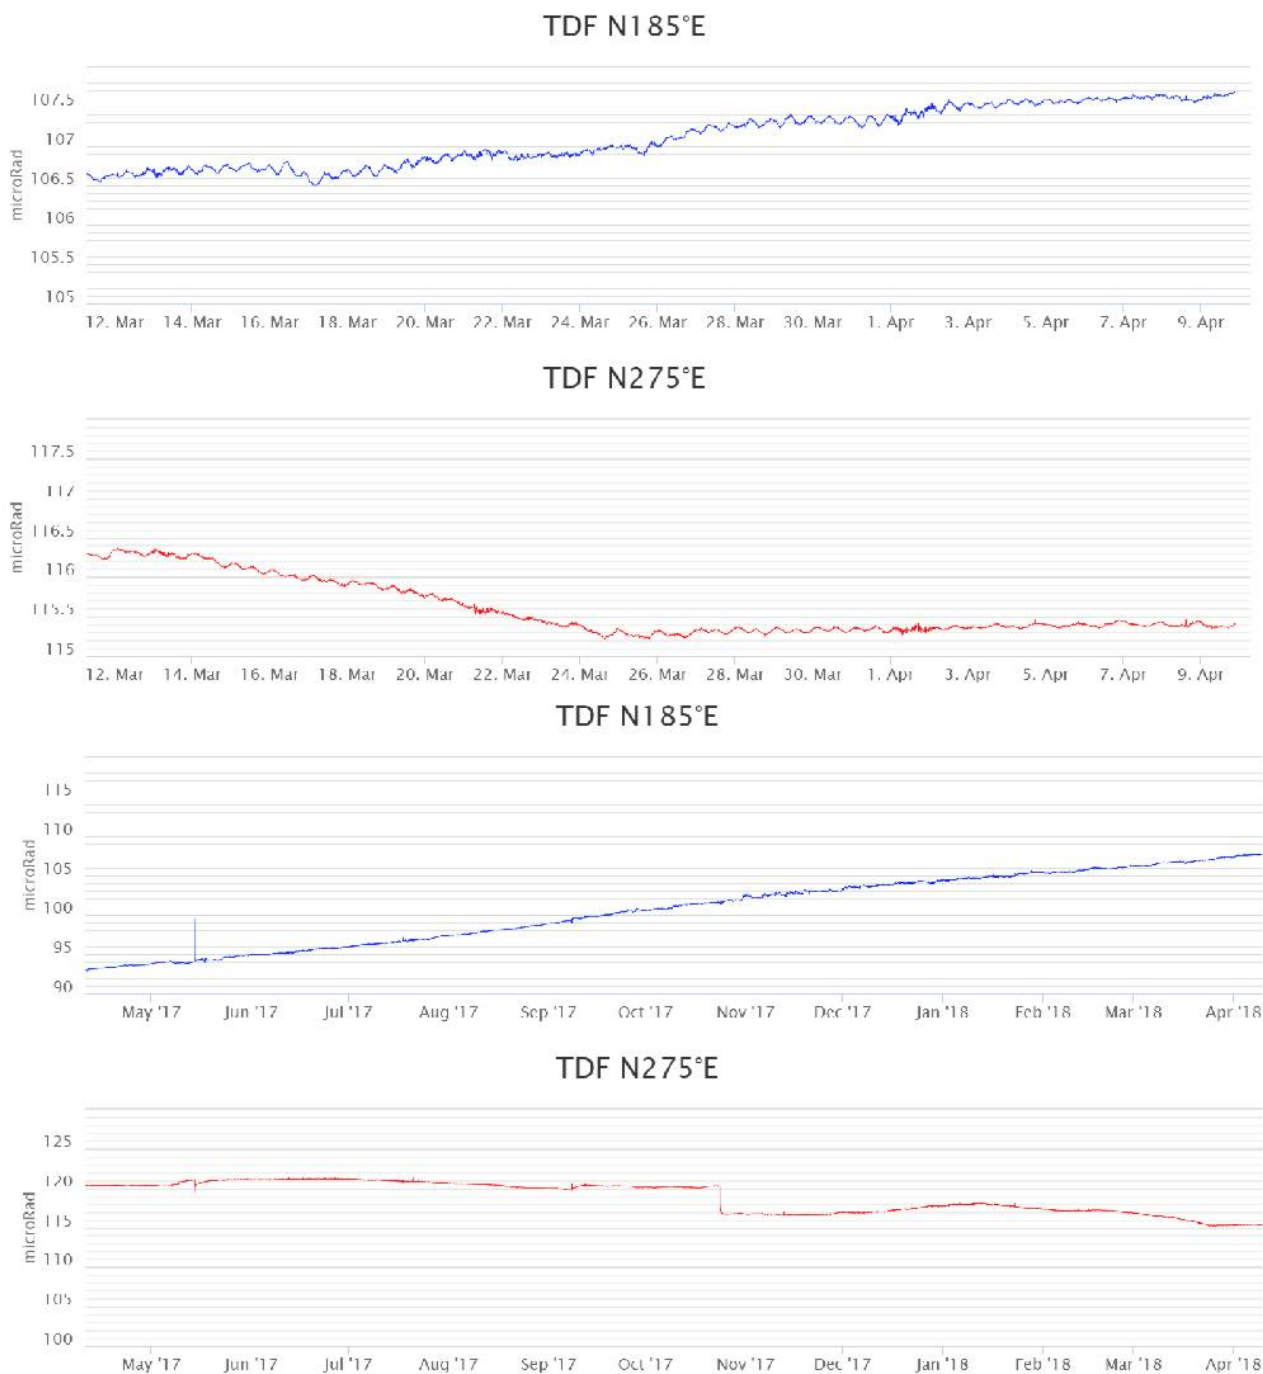 TDF N185°E
microRad
107.5
107
106.5
106
105.5
105
12. Mar 14. Mar 16. Mar 18. Mar 20. Mar 22. Mar 24. Mar 26. Mar 28. Mar 30. Mar 1. Apr 3. Apr 5. Apr 7. Apr 9. Apr
TDF N275°E
microRad
117.5
117
116.5
116
115.5
115
12. Mar 14. Mar 16. Mar 18. Mar 20. Mar 22. Mar 24. Mar 26. Mar 28. Mar 30. Mar 1. Apr 3. Apr 5. Apr 7. Apr 9. Apr
TDF N185°E
microRad
115
110
105
100
95
90
May '17 Jun '17 Jul '17 Aug '17 Sep '17 Oct '17 Nov '17 Dec '17 Jan '18 Feb '18 Mar '18 Apr '18
TDF N275°E
microRad
125
120
115
110
105
100
May '17 Jun '17 Jul '17 Aug '17 Sep '17 Oct '17 Nov '17 Dec '17 Jan '18 Feb '18 Mar '18 Apr '18